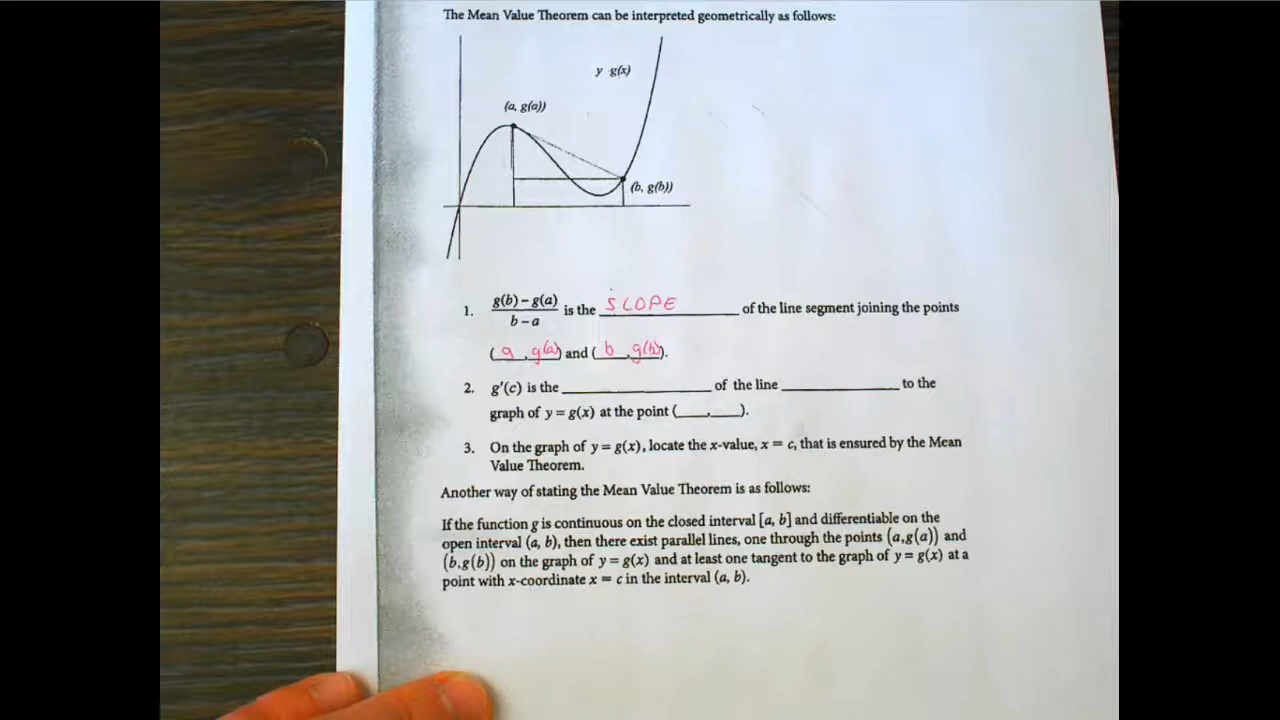 The Mean Value Theorem can be interpreted geometrically as follows:
y g(x)
(a, g(a))
(b, g(b))
1. g(b) – g(a) / b – a is the SLOPE of the line segment joining the points
( a , g(a) ) and ( b , g(b) ).
2. g′(c) is the ____________ of the line ____________ to the
graph of y = g(x) at the point (____,____).
3. On the graph of y = g(x), locate the x-value, x = c, that is ensured by the Mean
Value Theorem.
Another way of stating the Mean Value Theorem is as follows:
If the function g is continuous on the closed interval [a, b] and differentiable on the
open interval (a, b), then there exist parallel lines, one through the points (a,g(a)) and
(b,g(b)) on the graph of y = g(x) and at least one tangent to the graph of y = g(x) at a
point with x-coordinate x = c in the interval (a, b).